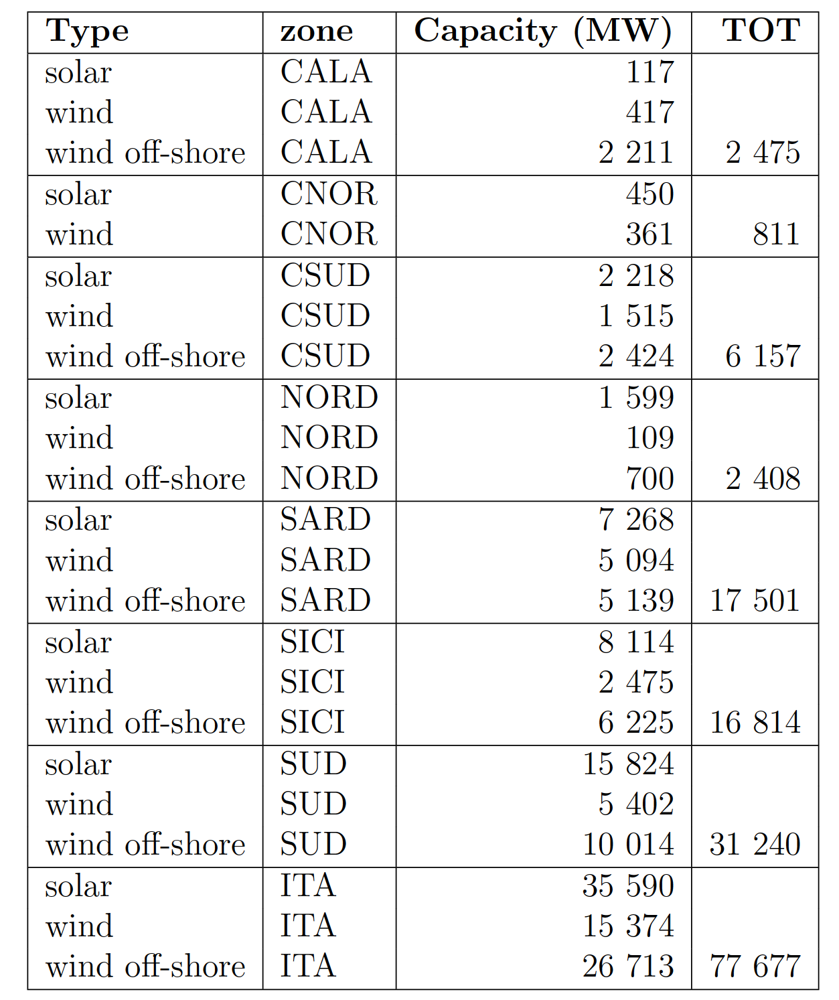 Type zone Capacity (MW) TOT
solar CALA 117
wind CALA 417
wind off-shore CALA 2 211 2 475
solar CNOR 450
wind CNOR 361 811
solar CSUD 2 218
wind CSUD 1 515
wind off-shore CSUD 2 424 6 157
solar NORD 1 599
wind NORD 109
wind off-shore NORD 700 2 408
solar SARD 7 268
wind SARD 5 094
wind off-shore SARD 5 139 17 501
solar SICI 8 114
wind SICI 2 475
wind off-shore SICI 6 225 16 814
solar SUD 15 824
wind SUD 5 402
wind off-shore SUD 10 014 31 240
solar ITA 35 590
wind ITA 15 374
wind off-shore ITA 26 713 77 677